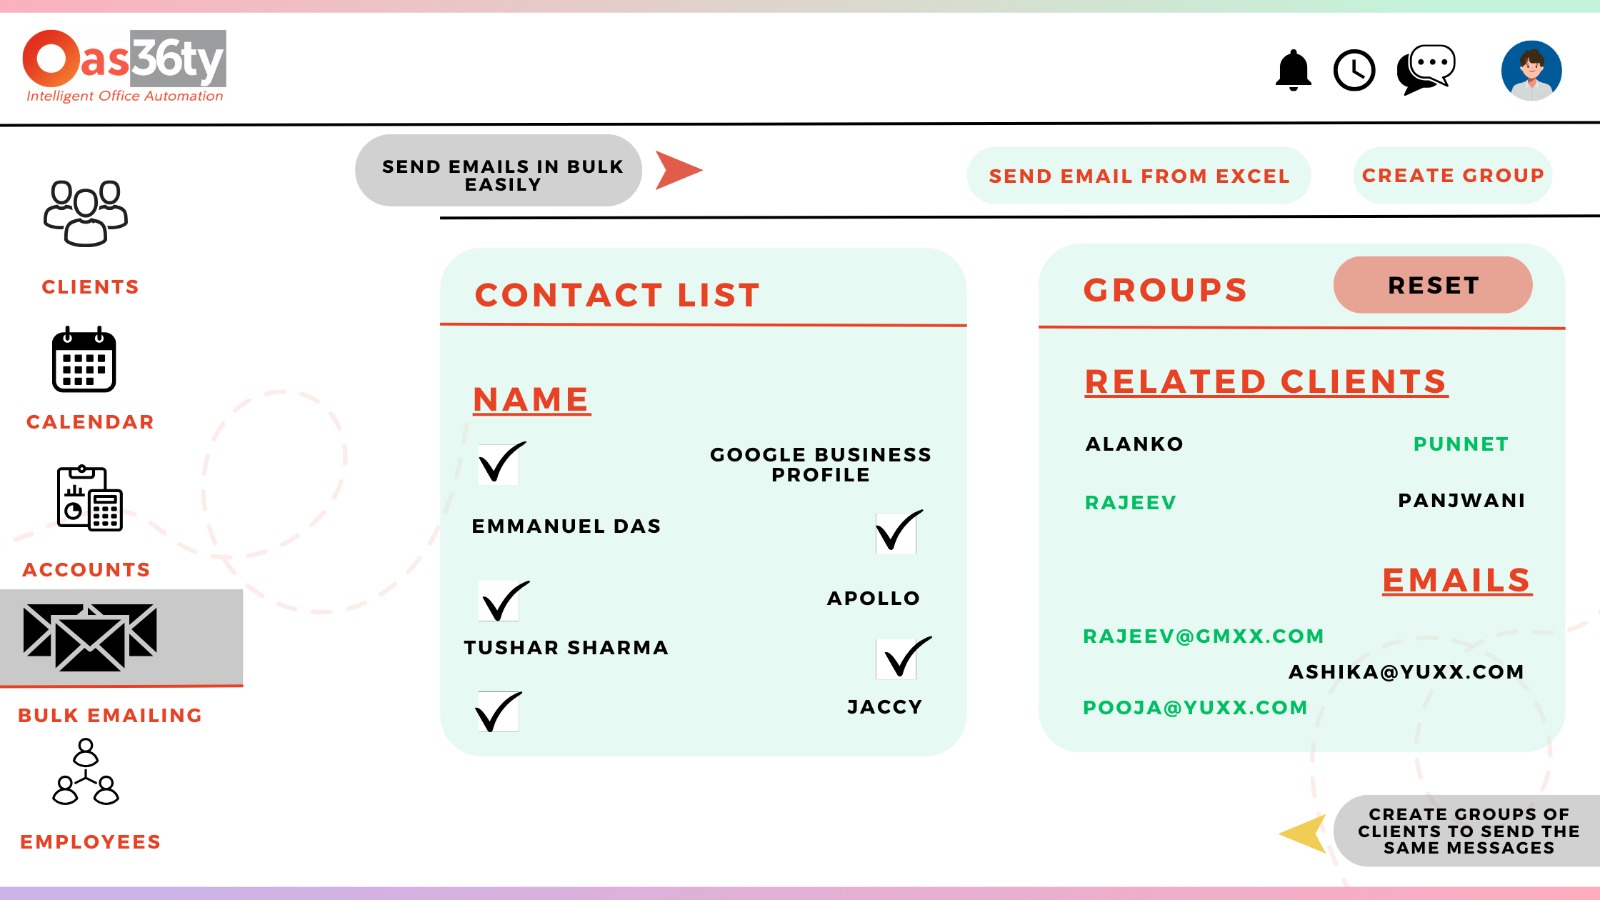 Oas36ty
Intelligent Office Automation
SEND EMAILS IN BULK
EASILY
SEND EMAIL FROM EXCEL
CREATE GROUP
CLIENTS
CALENDAR
ACCOUNTS
BULK EMAILING
EMPLOYEES
CONTACT LIST
NAME
GOOGLE BUSINESS
PROFILE
EMMANUEL DAS
APOLLO
TUSHAR SHARMA
JACCY
GROUPS
RESET
RELATED CLIENTS
ALANKO
PUNNET
RAJEEV
PANJWANI
EMAILS
RAJEEV@GMXX.COM
ASHIKA@YUXX.COM
POOJA@YUXX.COM
CREATE GROUPS OF
CLIENTS TO SEND THE
SAME MESSAGES